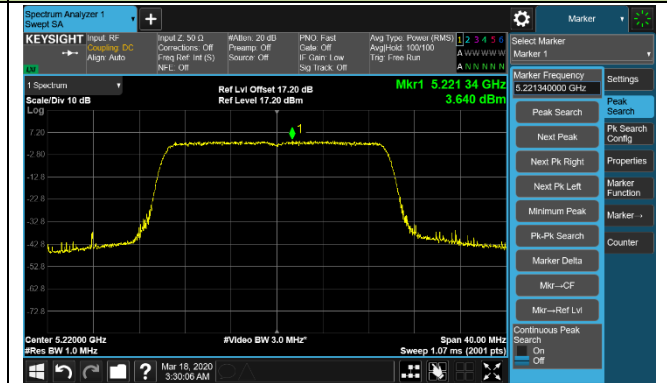 Spectrum Analyzer 1
Swept SA
+
Marker
KEYSIGHT
Input: RF
Coupling: DC
Align: Auto
Input Z: 50 Ω
Corrections: Off
Freq Ref: Int (S)
NFE: Off
#Atten: 20 dB
Preamp: Off
Source: Off
PNO: Fast
Gate: Off
IF Gain: Low
Sig Track: Off
Avg Type: Power (RMS)
Avg|Hold: 100/100
Trig: Free Run
1 2 3 4 5 6
A W W W W W
A N N N N N
LV
Select Marker
Marker 1
1 Spectrum
Scale/Div 10 dB
Log
Ref Lvl Offset 17.20 dB
Ref Level 17.20 dBm
Mkr1 5.221 34 GHz
3.640 dBm
7.20
-2.80
-12.8
-22.8
-32.8
-42.8
-52.8
-62.8
-72.8
1
Center 5.22000 GHz
#Res BW 1.0 MHz
#Video BW 3.0 MHz*
Span 40.00 MHz
Sweep 1.07 ms (2001 pts)
Marker Frequency
5.221340000 GHz
Peak Search
Next Peak
Next Pk Right
Next Pk Left
Minimum Peak
Pk-Pk Search
Marker Delta
Mkr→CF
Mkr→Ref Lvl
Continuous Peak
Search
On
Off
Settings
Peak
Search
Pk Search
Config
Properties
Marker
Function
Marker→
Counter
?
Mar 18, 2020
3:30:06 AM